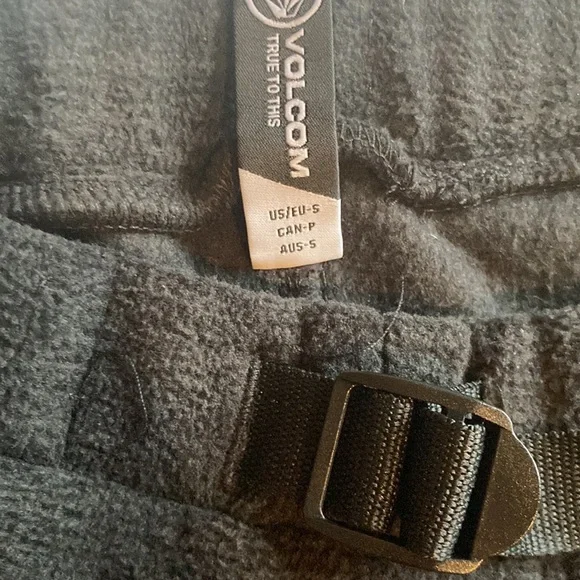 VOLCOM
TRUE TO THIS
US/EU-S
CAN-P
AUS-S